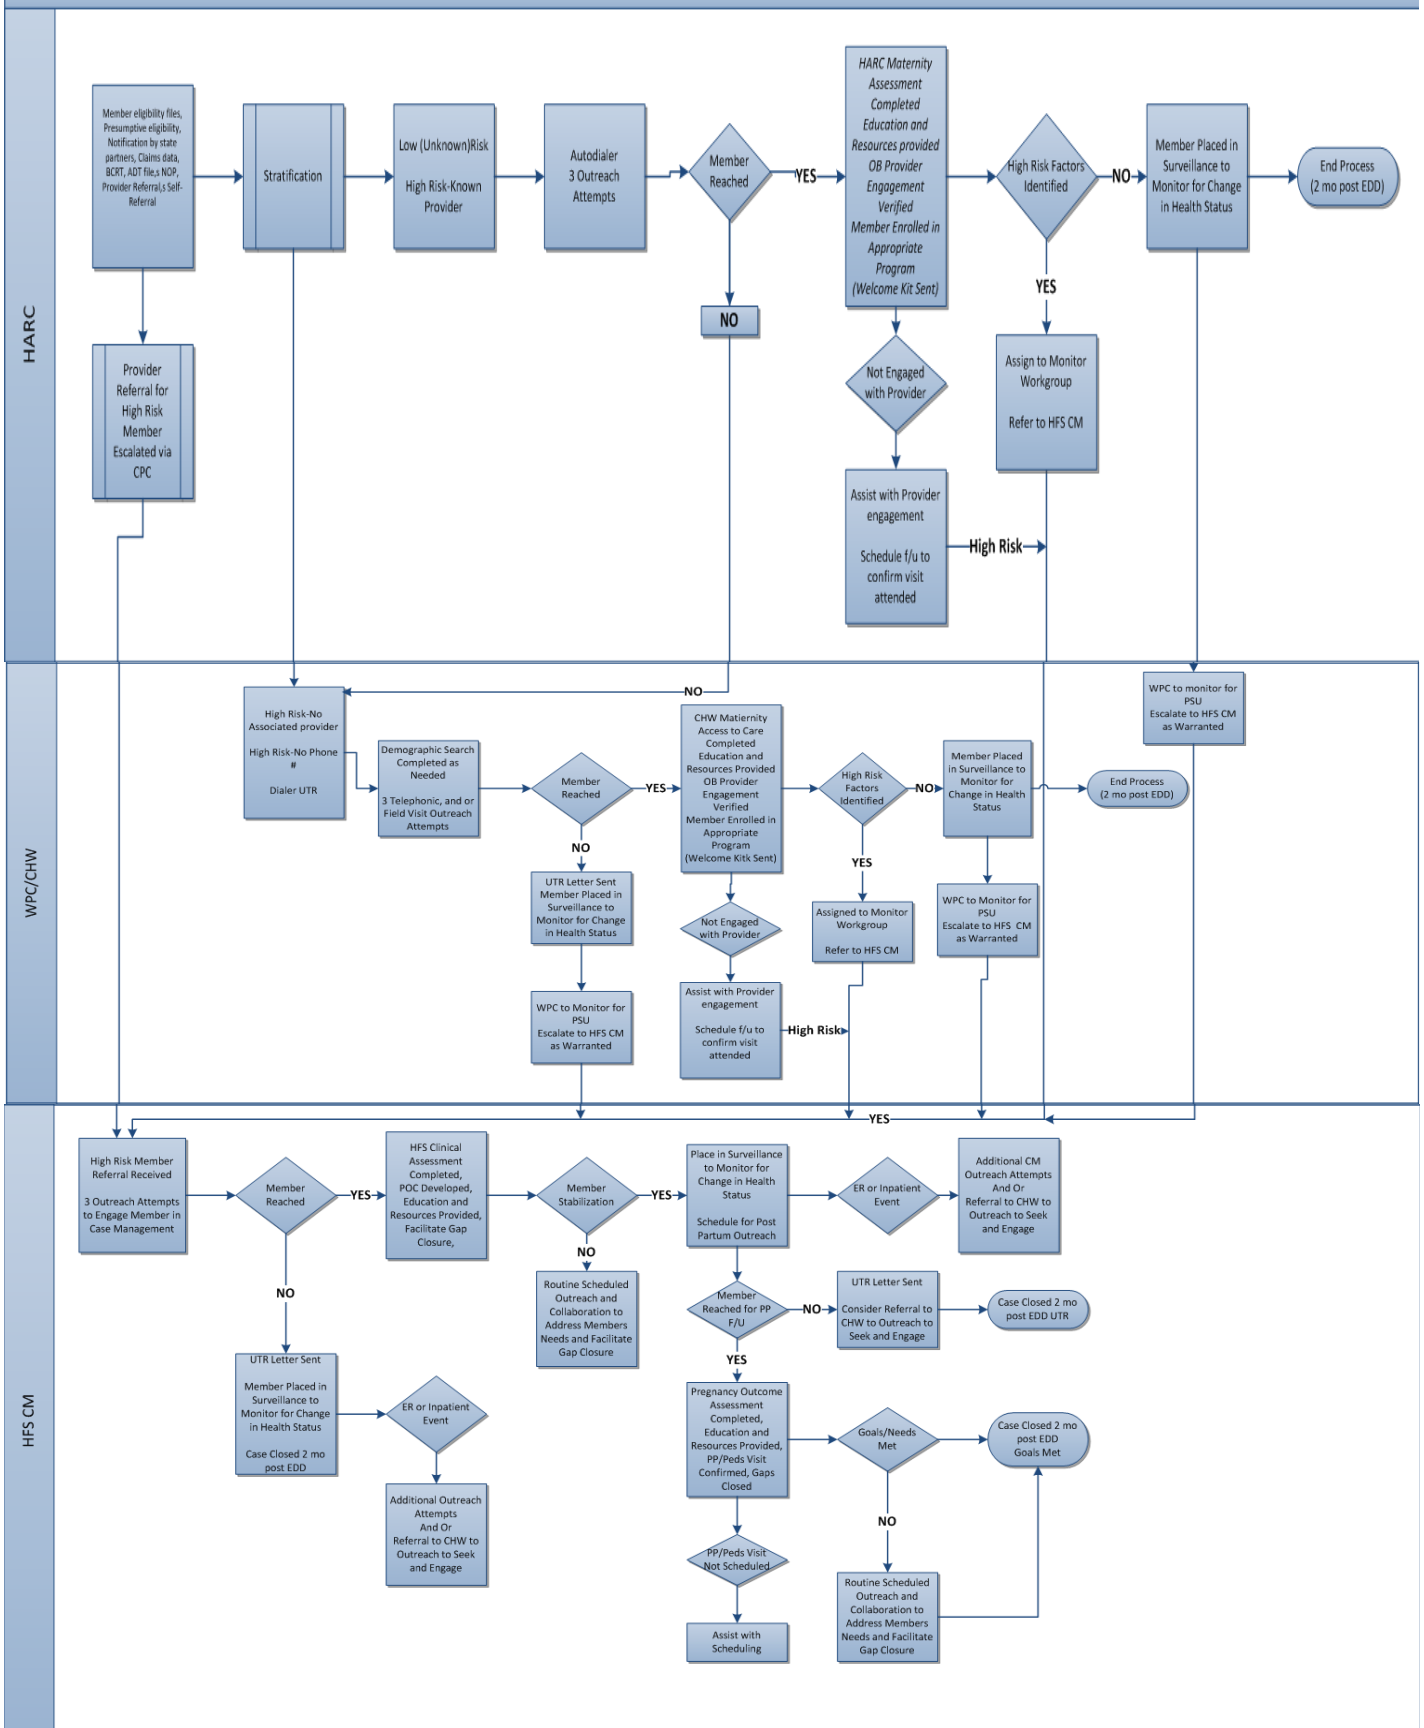 HARC
Member eligibility files,
Presumptive eligibility,
Notification by state
partners, Claims data,
BCRT, ADT file,s NOP,
Provider Referral,s Self-
Referral
Stratification
Low (Unknown)Risk
High Risk-Known
Provider
Autodialer
3 Outreach
Attempts
Member
Reached
YES
NO
HARC Maternity
Assessment
Completed
Education and
Resources provided
OB Provider
Engagement
Verified
Member Enrolled in
Appropriate
Program
(Welcome Kit Sent)
High Risk Factors
Identified
NO
YES
Member Placed in
Surveillance to
Monitor for Change
in Health Status
End Process
(2 mo post EDD)
Provider
Referral for
High Risk
Member
Escalated via
CPC
Not Engaged
with Provider
Assign to Monitor
Workgroup
Refer to HFS CM
Assist with Provider
engagement
Schedule f/u to
confirm visit
attended
High Risk
WPC/CHW
NO
High Risk-No
Associated provider
High Risk-No Phone
#
Dialer UTR
Demographic Search
Completed as
Needed
3 Telephonic, and or
Field Visit Outreach
Attempts
Member
Reached
YES
NO
CHW Matiernity
Access to Care
Completed
Education and
Resources Provided
OB Provider
Engagement
Verified
Member Enrolled in
Appropriate
Program
(Welcome Kitk Sent)
High Risk
Factors
Identified
NO
YES
Member Placed
in Surveillance to
Monitor for
Change in Health
Status
End Process
(2 mo post EDD)
WPC to monitor for
PSU
Escalate to HFS CM
as Warranted
UTR Letter Sent
Member Placed in
Surveillance to
Monitor for Change
in Health Status
Not Engaged
with Provider
Assigned to Monitor
Workgroup
Refer to HFS CM
WPC to Monitor for
PSU
Escalate to HFS CM
as Warranted
WPC to Monitor for
PSU
Escalate to HFS CM
as Warranted
Assist with Provider
engagement
Schedule f/u to
confirm visit
attended
High Risk
HFS CM
YES
High Risk Member
Referral Received
3 Outreach Attempts
to Engage Member in
Case Management
Member
Reached
YES
NO
HFS Clinical
Assessment
Completed,
POC Developed,
Education and
Resources Provided,
Facilitate Gap
Closure,
Member
Stabilization
YES
NO
Place in Surveillance
to Monitor for
Change in Health
Status
Schedule for Post
Partum Outreach
ER or Inpatient
Event
Additional CM
Outreach Attempts
And Or
Referral to CHW to
Outreach to Seek
and Engage
Routine Scheduled
Outreach and
Collaboration to
Address Members
Needs and Facilitate
Gap Closure
Member
Reached for PP
F/U
NO
YES
UTR Letter Sent
Consider Referral to
CHW to Outreach to
Seek and Engage
Case Closed 2 mo
post EDD UTR
UTR Letter Sent
Member Placed in
Surveillance to
Monitor for Change
in Health Status
Case Closed 2 mo
post EDD
ER or Inpatient
Event
Additional Outreach
Attempts
And Or
Referral to CHW to
Outreach to Seek
and Engage
Pregnancy Outcome
Assessment
Completed,
Education and
Resources Provided,
PP/Peds Visit
Confirmed, Gaps
Closed
Goals/Needs
Met
NO
Case Closed 2 mo
post EDD
Goals Met
PP/Peds Visit
Not Scheduled
Assist with
Scheduling
Routine Scheduled
Outreach and
Collaboration to
Address Members
Needs and Facilitate
Gap Closure